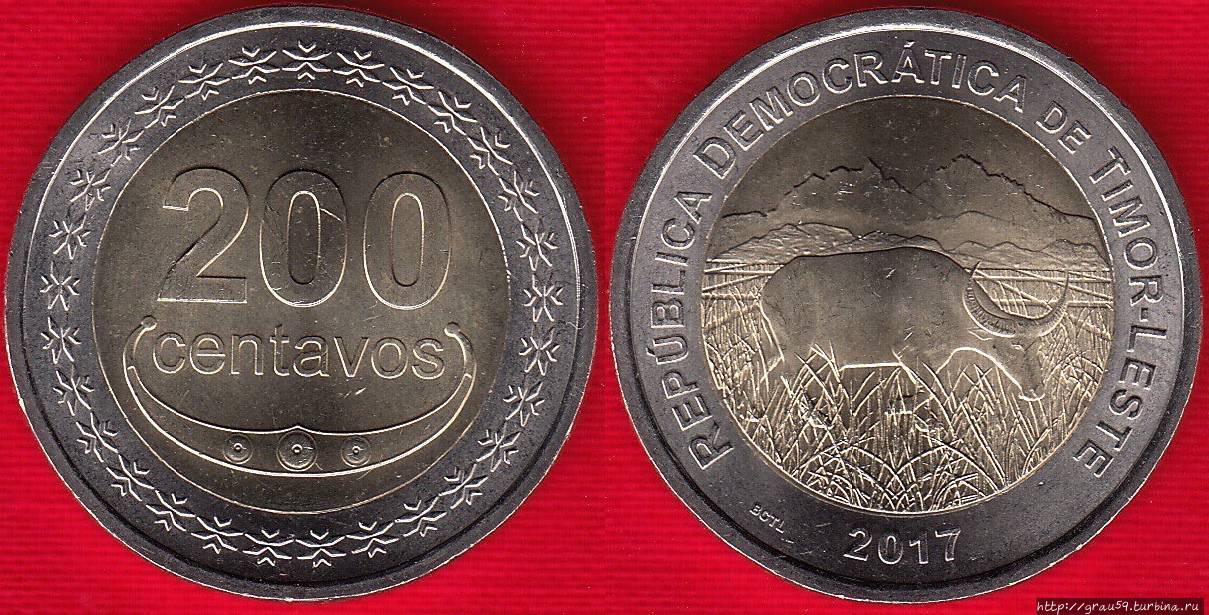 200
centavos
REPÚBLICA DEMOCRÁTICA DE TIMOR-LESTE
BCTL
2017
http://grau59.turbina.ru